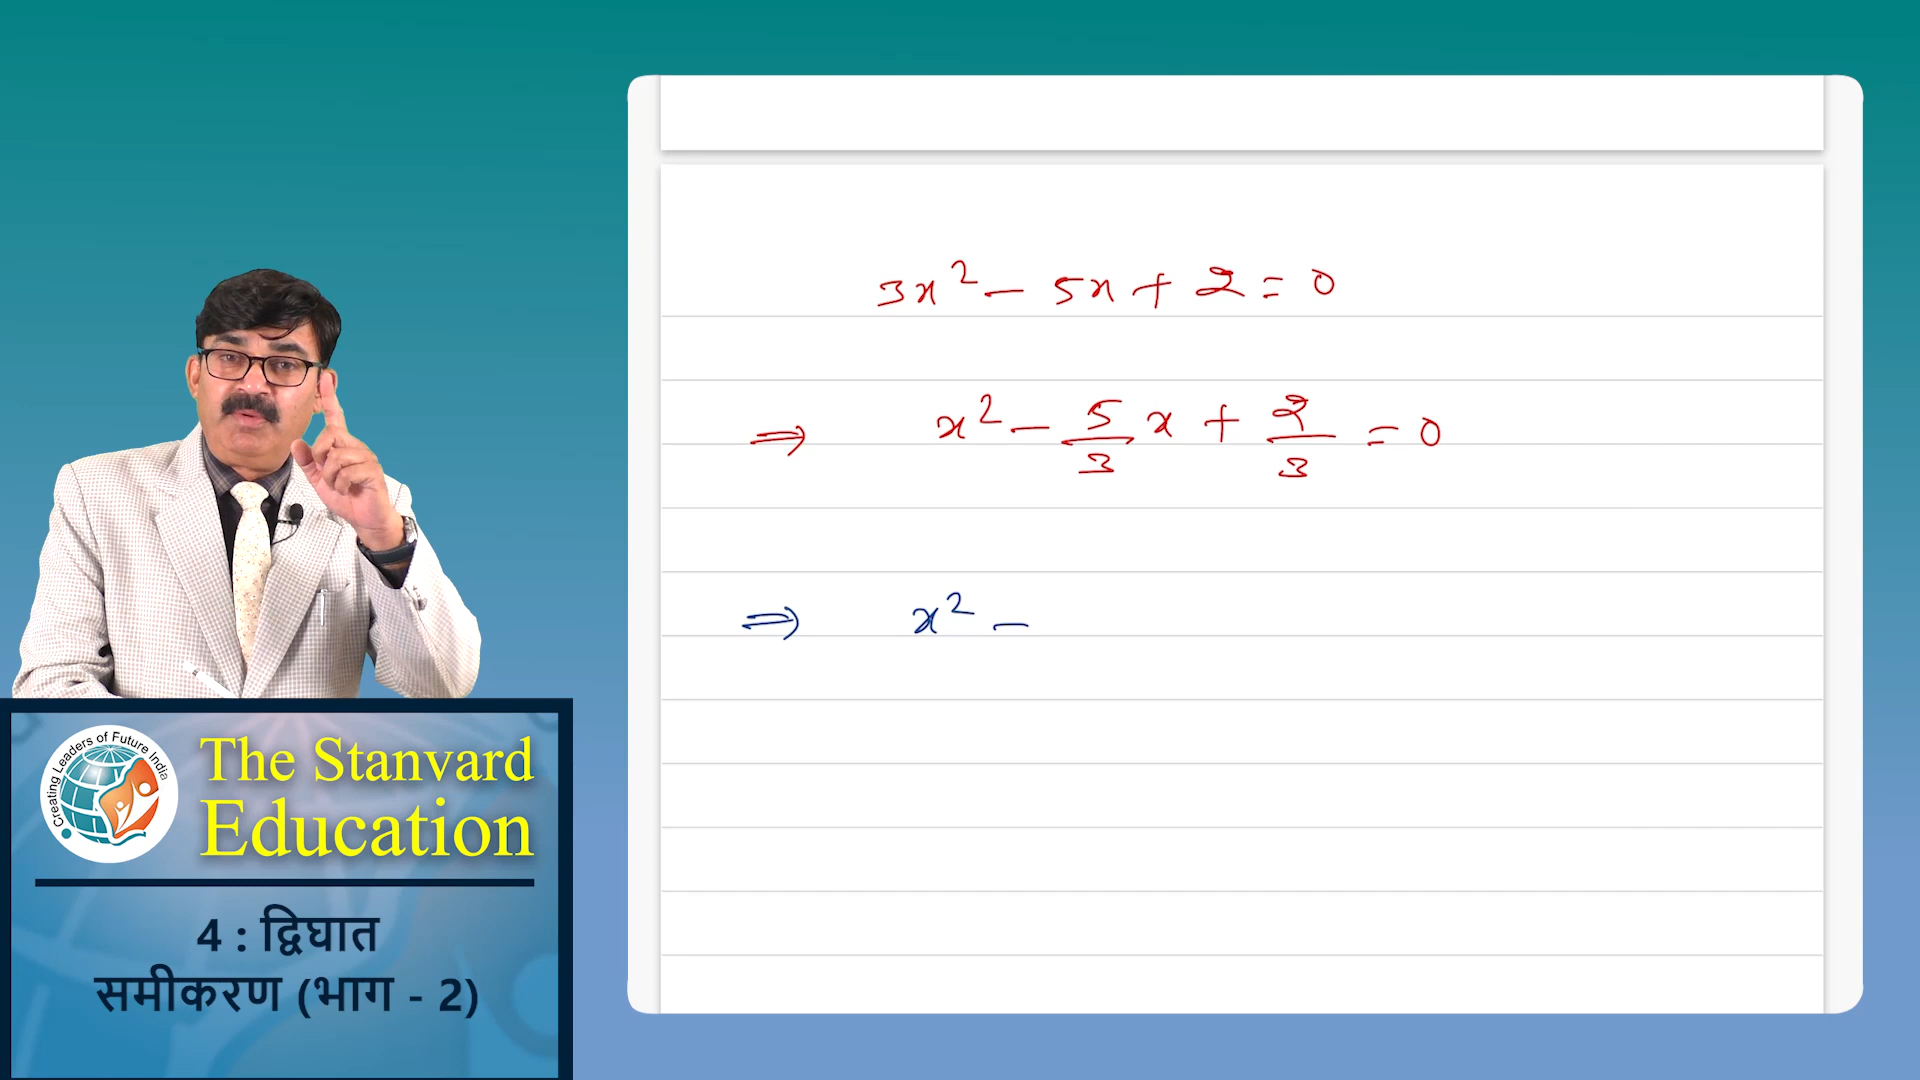 3x² - 5x + 2 = 0
⇒ x² - 5/3 x + 2/3 = 0
⇒ x² -
Creating Leaders of Future India
The Stanvard
Education
4 : द्विघात
समीकरण (भाग - 2)